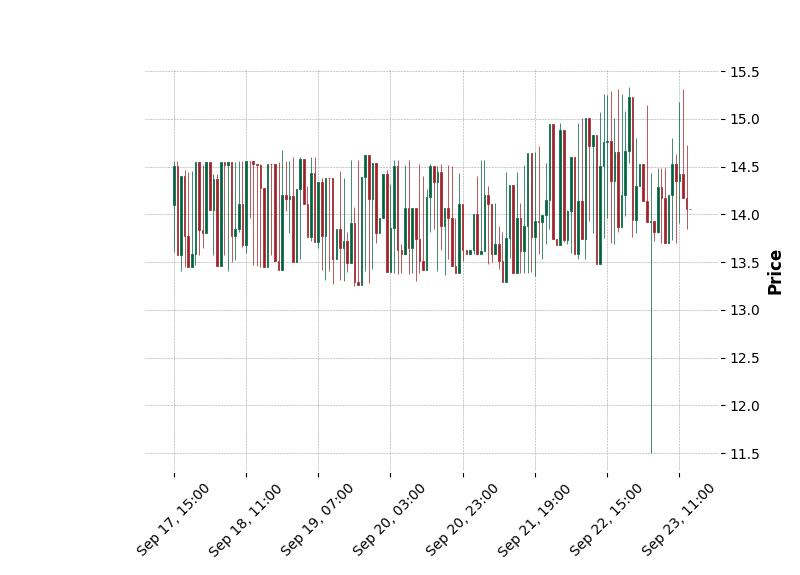 15.5
15.0
14.5
14.0
13.5
13.0
12.5
12.0
11.5
Price
Sep 17, 15:00
Sep 18, 11:00
Sep 19, 07:00
Sep 20, 03:00
Sep 20, 23:00
Sep 21, 19:00
Sep 22, 15:00
Sep 23, 11:00